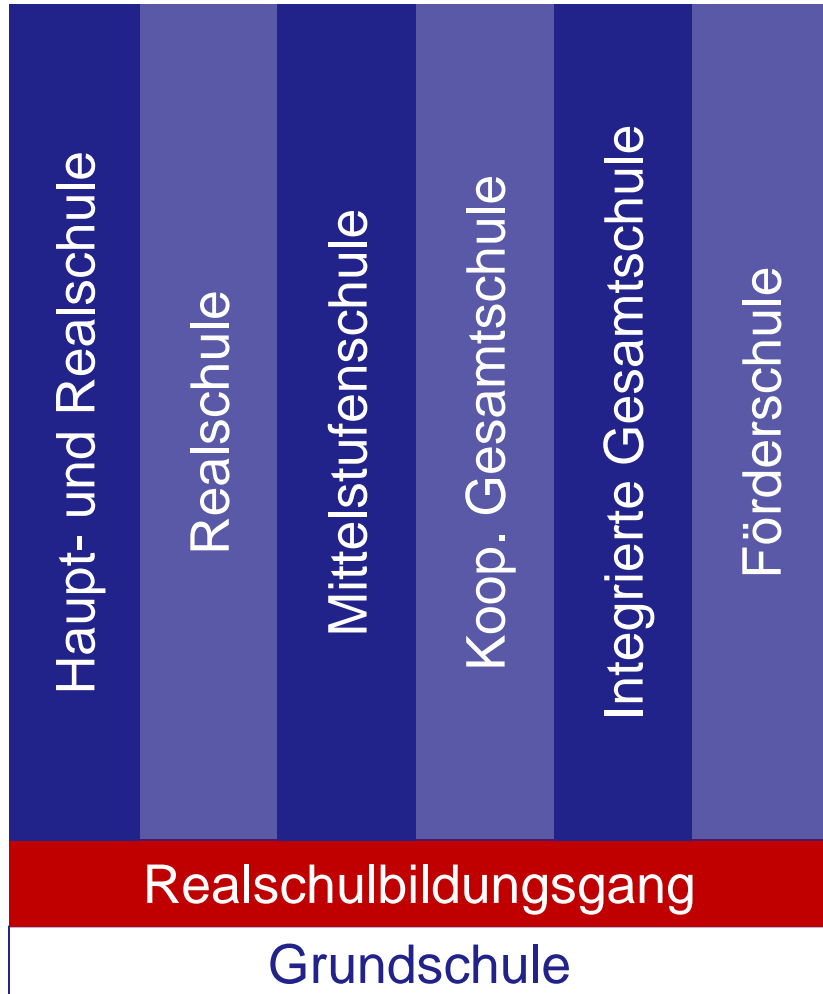 Haupt- und Realschule
Realschule
Mittelstufenschule
Koop. Gesamtschule
Integrierte Gesamtschule
Förderschule
Realschulbildungsgang
Grundschule